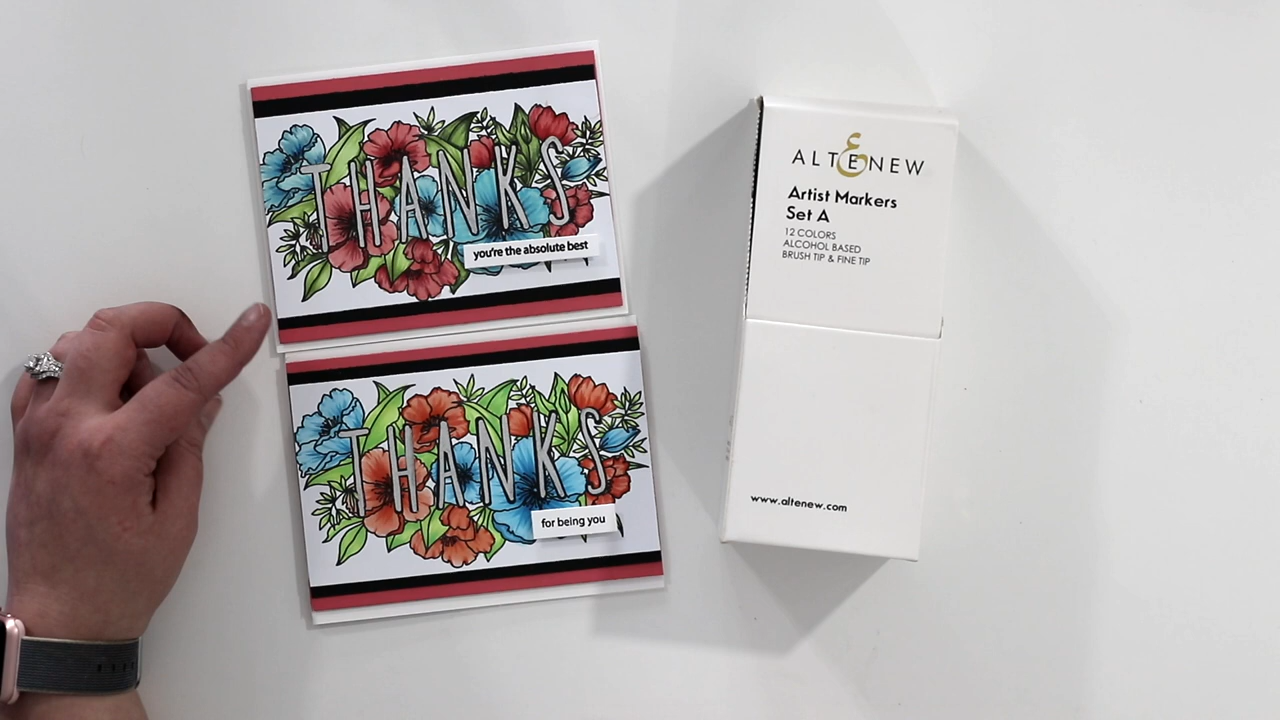 THANKS
you're the absolute best
THANKS
for being you
ALTENEW
Artist Markers
Set A
12 COLORS
ALCOHOL BASED
BRUSH TIP & FINE TIP
www.altenew.com